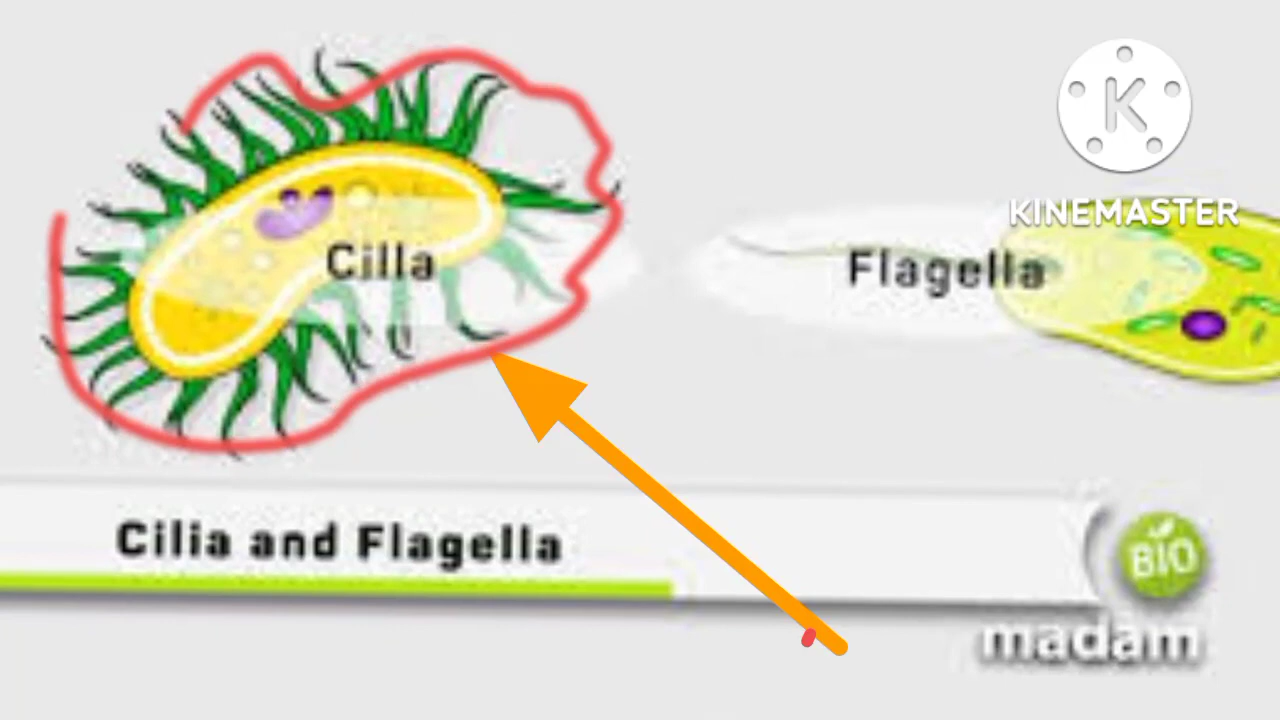 K
KINEMASTER
Cilla
Flagella
Cilia and Flagella
BIO
madam